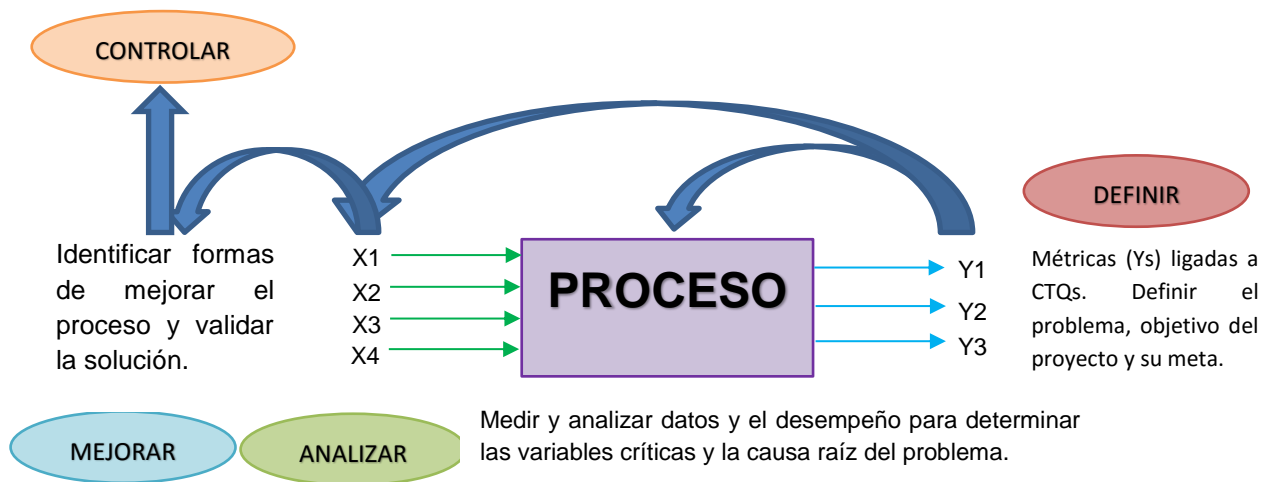 CONTROLAR
DEFINIR
Identificar formas
de mejorar el
proceso y validar
la solución.
X1
X2
X3
X4
PROCESO
Y1
Y2
Y3
Métricas (Ys) ligadas a
CTQs. Definir el
problema, objetivo del
proyecto y su meta.
MEJORAR
ANALIZAR
Medir y analizar datos y el desempeño para determinar
las variables críticas y la causa raíz del problema.